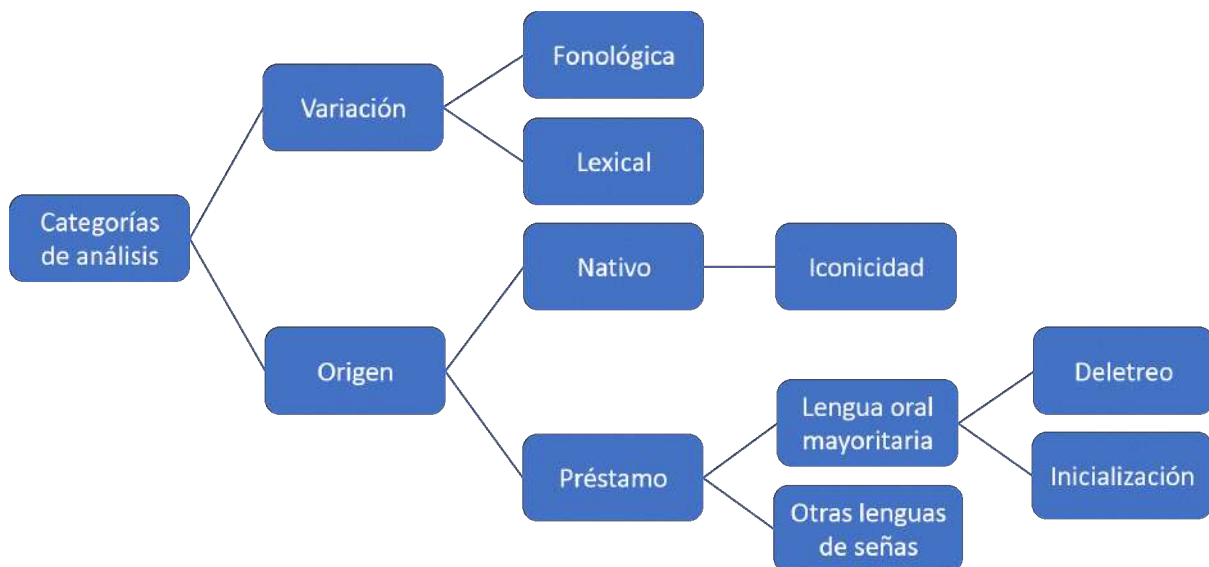 Categorías
de análisis
Variación
Fonológica
Lexical
Origen
Nativo
Iconicidad
Préstamo
Lengua oral
mayoritaria
Deletreo
Inicialización
Otras lenguas
de señas